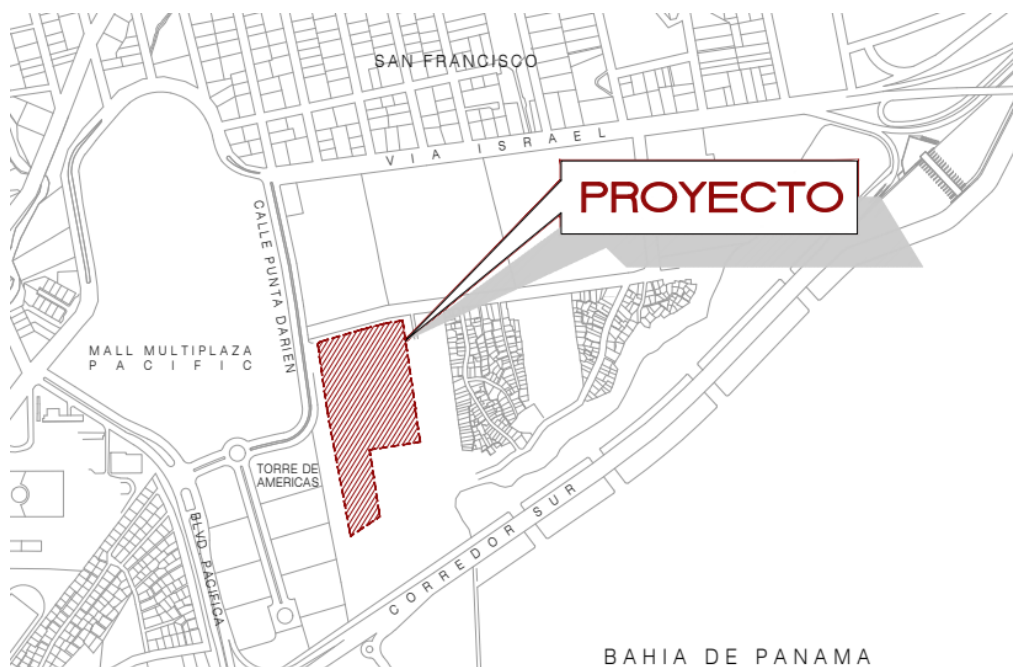 SAN FRANCISCO
VIA ISRAEL
PROYECTO
CALLE PUNTA DARIEN
MALL MULTIPLAZA
PACIFIC
TORRE DE
AMERICAS
BLVD. PACIFICA
CORREDOR SUR
BAHIA DE PANAMA